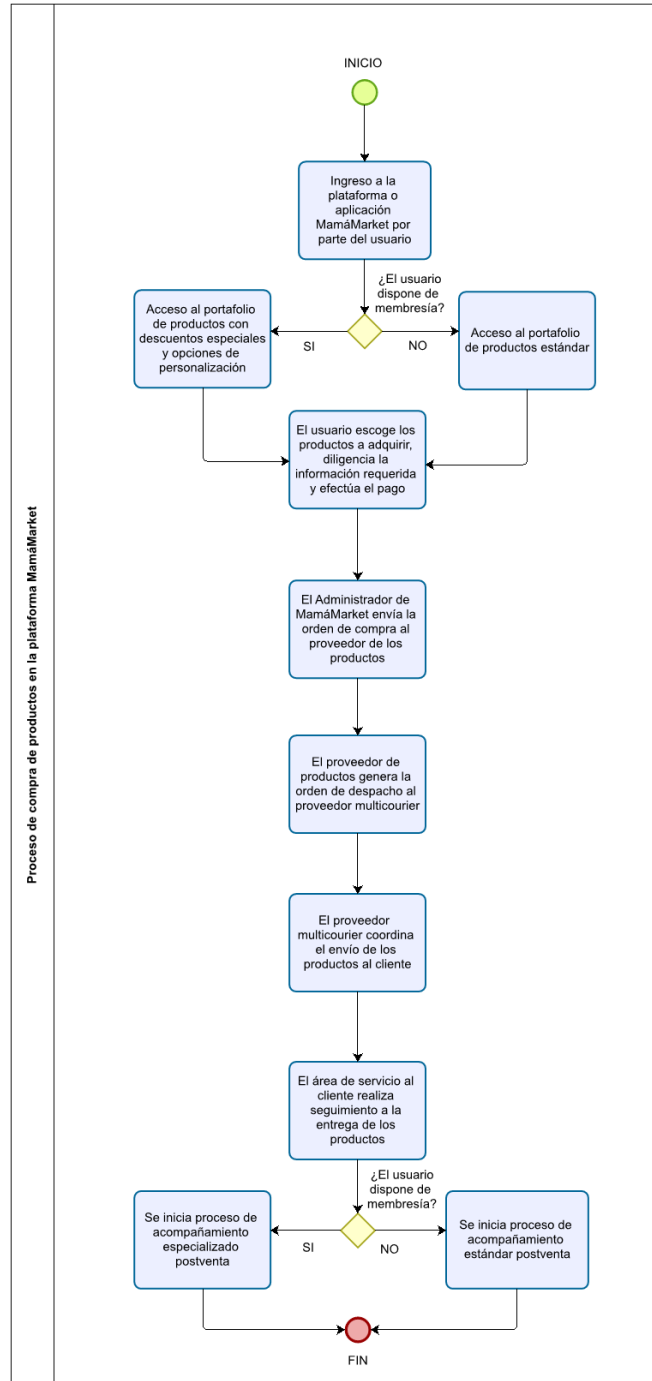 Proceso de compra de productos en la plataforma MamáMarket
INICIO
Ingreso a la
plataforma o
aplicación
MamáMarket por
parte del usuario
¿El usuario
dispone de
membresía?
Acceso al portafolio
de productos con
descuentos especiales
y opciones de
personalización
SI
NO
Acceso al portafolio
de productos estándar
El usuario escoge los
productos a adquirir,
diligencia la
información requerida
y efectúa el pago
El Administrador de
MamáMarket envía la
orden de compra al
proveedor de los
productos
El proveedor de
productos genera la
orden de despacho al
proveedor multicourier
El proveedor
multicourier coordina
el envío de los
productos al cliente
El área de servicio al
cliente realiza
seguimiento a la
entrega de los
productos
¿El usuario
dispone de
membresía?
Se inicia proceso de
acompañamiento
especializado
postventa
SI
NO
Se inicia proceso de
acompañamiento
estándar postventa
FIN